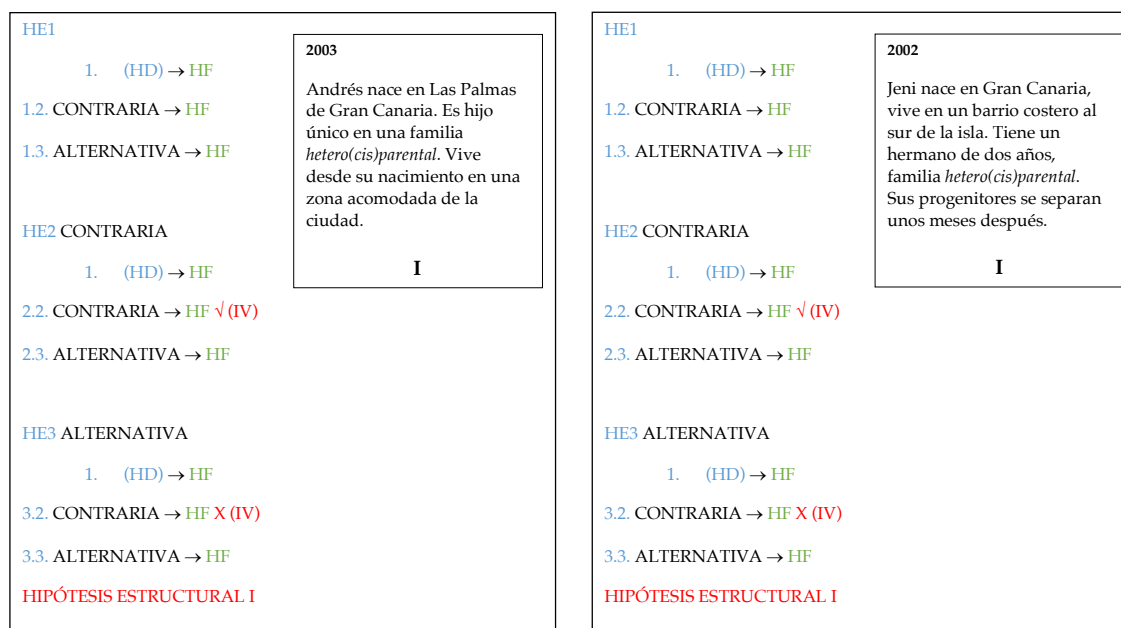 HE1
1. (HD) → HF
1.2. CONTRARIA → HF
1.3. ALTERNATIVA → HF
HE2 CONTRARIA
1. (HD) → HF
2.2. CONTRARIA → HF √ (IV)
2.3. ALTERNATIVA → HF
HE3 ALTERNATIVA
1. (HD) → HF
3.2. CONTRARIA → HF X (IV)
3.3. ALTERNATIVA → HF
HIPÓTESIS ESTRUCTURAL I
2003
Andrés nace en Las Palmas
de Gran Canaria. Es hijo
único en una familia
hetero(cis)parental. Vive
desde su nacimiento en una
zona acomodada de la
ciudad.
I
HE1
1. (HD) → HF
1.2. CONTRARIA → HF
1.3. ALTERNATIVA → HF
HE2 CONTRARIA
1. (HD) → HF
2.2. CONTRARIA → HF √ (IV)
2.3. ALTERNATIVA → HF
HE3 ALTERNATIVA
1. (HD) → HF
3.2. CONTRARIA → HF X (IV)
3.3. ALTERNATIVA → HF
HIPÓTESIS ESTRUCTURAL I
2002
Jeni nace en Gran Canaria,
vive en un barrio costero al
sur de la isla. Tiene un
hermano de dos años,
familia hetero(cis)parental.
Sus progenitores se separan
unos meses después.
I